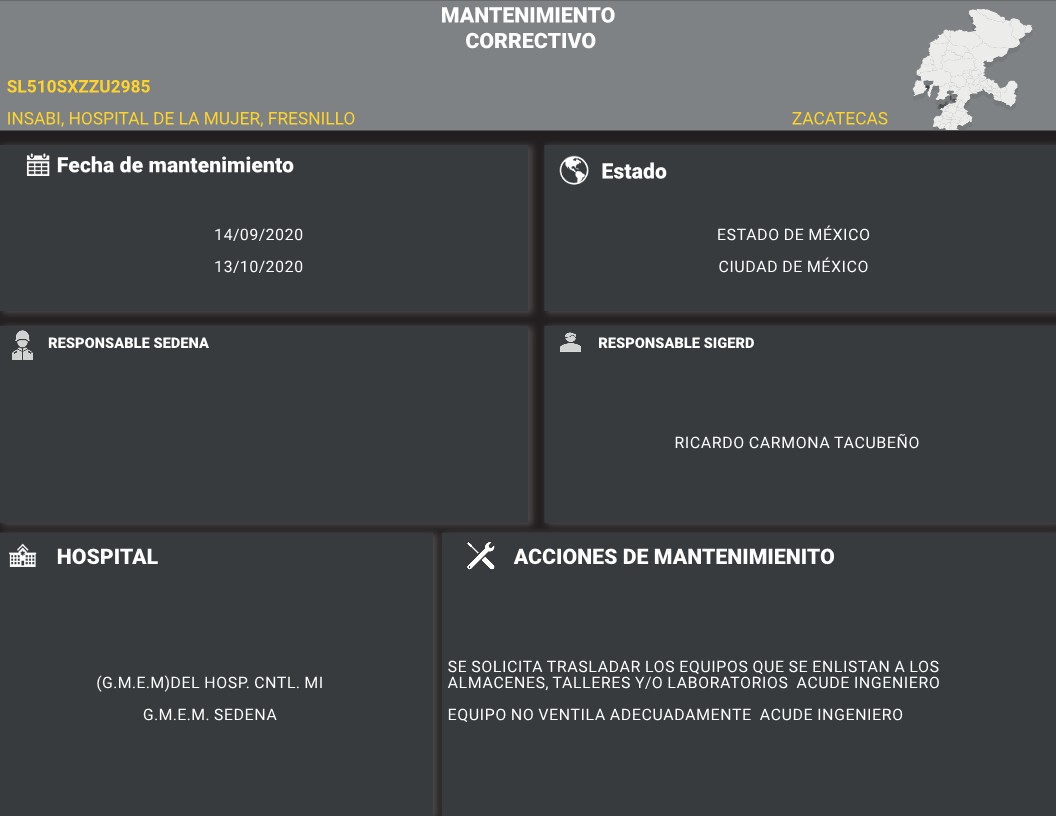 MANTENIMIENTO
CORRECTIVO
SL510SXZZU2985
INSABI, HOSPITAL DE LA MUJER, FRESNILLO
ZACATECAS
Fecha de mantenimiento
14/09/2020
13/10/2020
Estado
ESTADO DE MÉXICO
CIUDAD DE MÉXICO
RESPONSABLE SEDENA
RESPONSABLE SIGERD
RICARDO CARMONA TACUBEÑO
HOSPITAL
(G.M.E.M)DEL HOSP. CNTL. MI
G.M.E.M. SEDENA
ACCIONES DE MANTENIMIENITO
SE SOLICITA TRASLADAR LOS EQUIPOS QUE SE ENLISTAN A LOS
ALMACENES, TALLERES Y/O LABORATORIOS  ACUDE INGENIERO
EQUIPO NO VENTILA ADECUADAMENTE  ACUDE INGENIERO